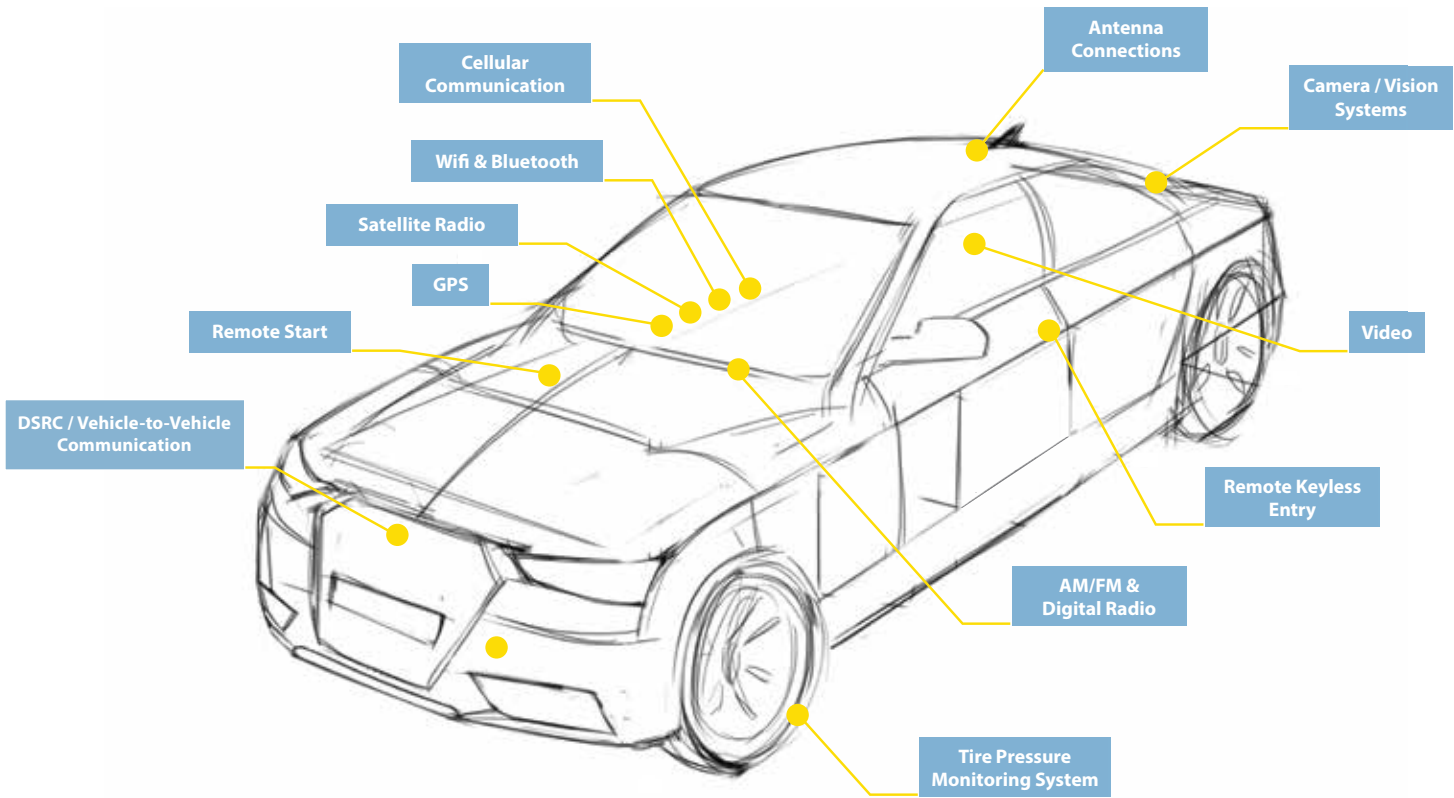 Antenna
Connections
Cellular
Communication
Camera / Vision
Systems
Wifi & Bluetooth
Satellite Radio
GPS
Remote Start
Video
DSRC / Vehicle-to-Vehicle
Communication
Remote Keyless
Entry
AM/FM &
Digital Radio
Tire Pressure
Monitoring System